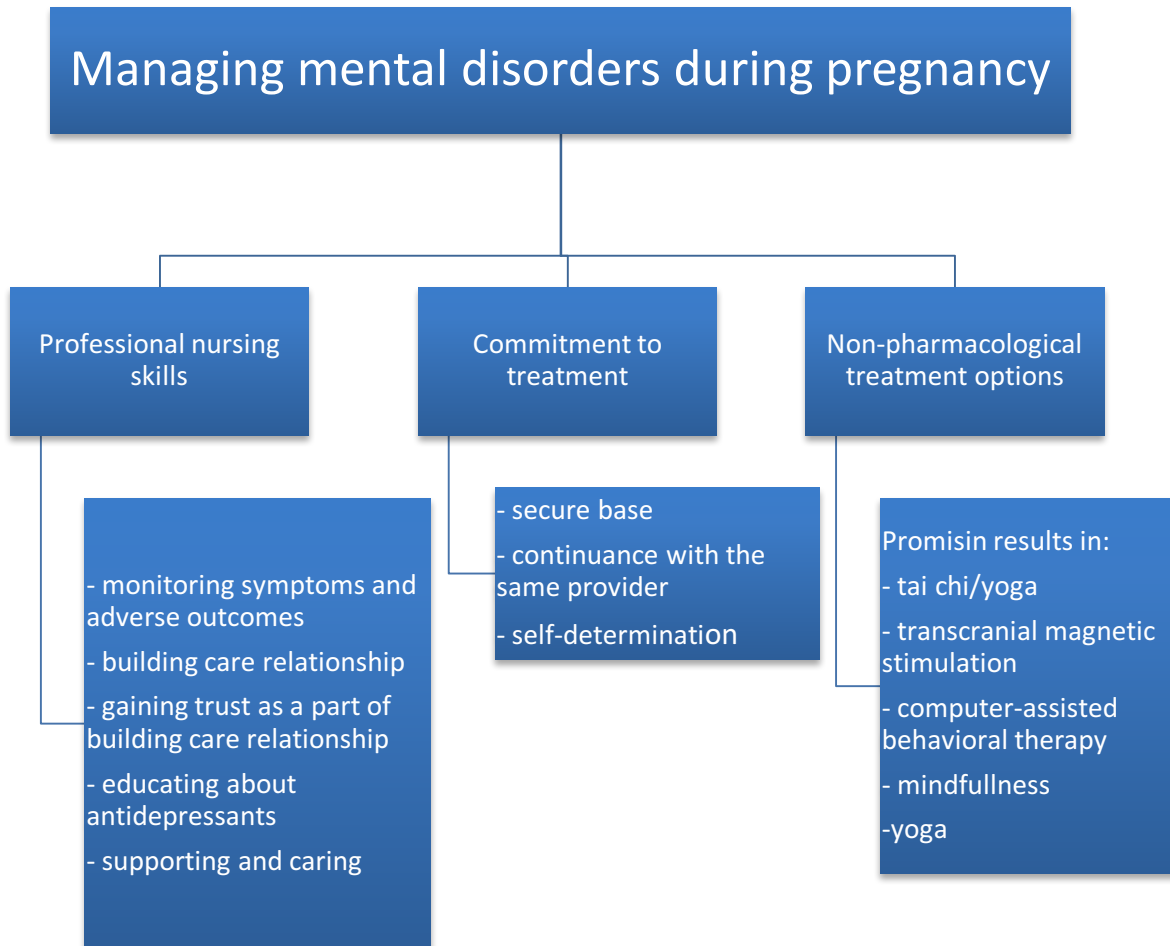 Managing mental disorders during pregnancy
Professional nursing
skills
Commitment to
treatment
Non-pharmacological
treatment options
- monitoring symptoms and
adverse outcomes
- building care relationship
- gaining trust as a part of
building care relationship
- educating about
antidepressants
- supporting and caring
- secure base
- continuance with the
same provider
- self-determination
Promisin results in:
- tai chi/yoga
- transcranial magnetic
stimulation
- computer-assisted
behavioral therapy
- mindfullness
-yoga